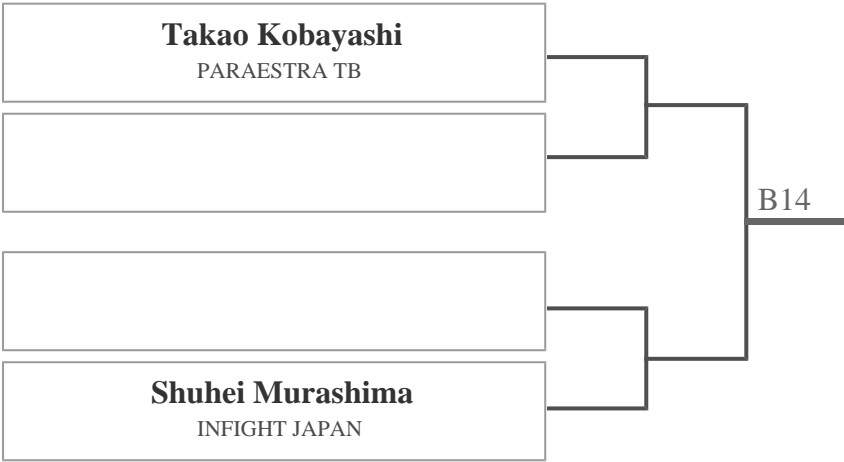 Takao Kobayashi
PARAESTRA TB
B14
Shuhei Murashima
INFIGHT JAPAN